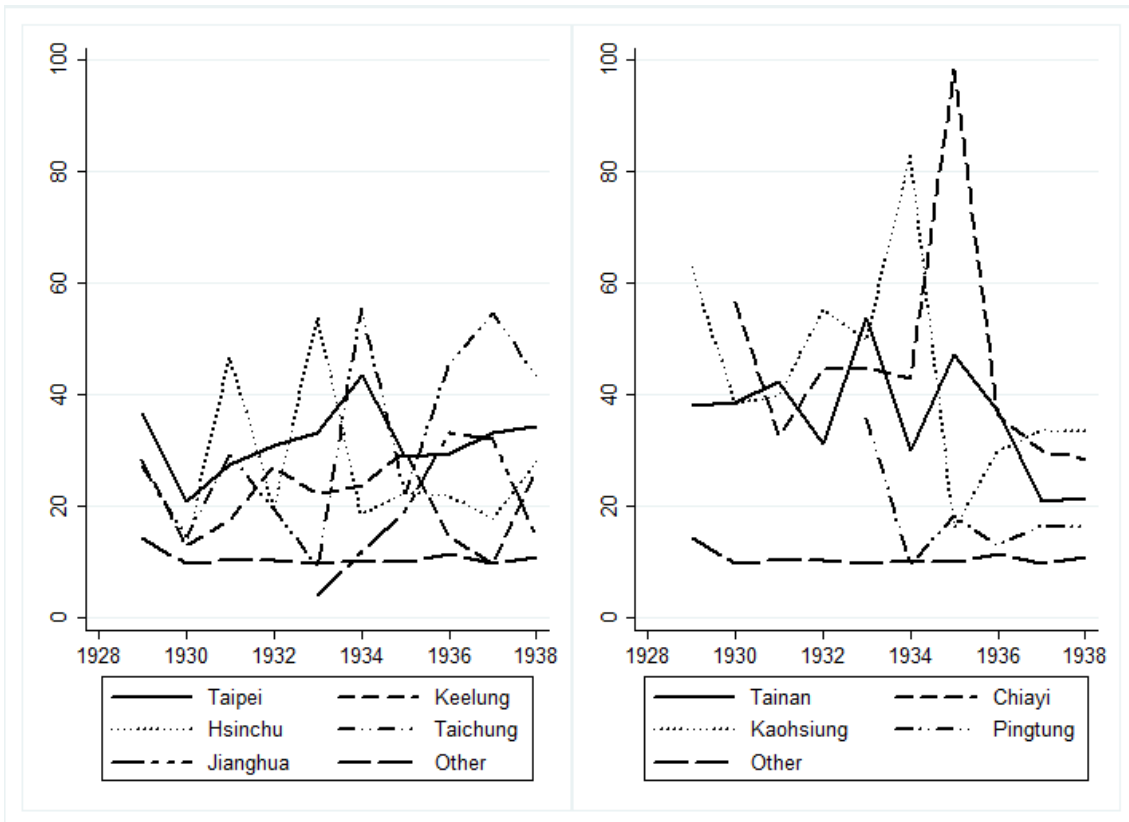 100
80
60
40
20
0
1928 1930 1932 1934 1936 1938
Taipei Keelung
Hsinchu Taichung
Jianghua Other
100
80
60
40
20
0
1928 1930 1932 1934 1936 1938
Tainan Chiayi
Kaohsiung Pingtung
Other